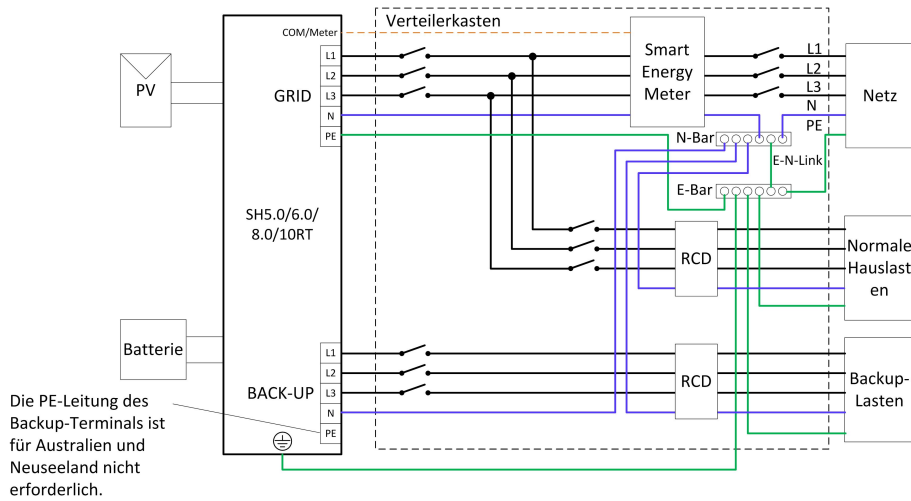 Verteilerkasten
COM/Meter
L1
L2
L3
N
PE
GRID
PV
Smart
Energy
Meter
L1
L2
L3
N
PE
Netz
N-Bar
E-N-Link
E-Bar
SH5.0/6.0/
8.0/10RT
RCD
Normale
Hauslast
en
Batterie
L1
L2
L3
N
PE
BACK-UP
RCD
Backup-
Lasten
Die PE-Leitung des
Backup-Terminals ist
für Australien und
Neuseeland nicht
erforderlich.